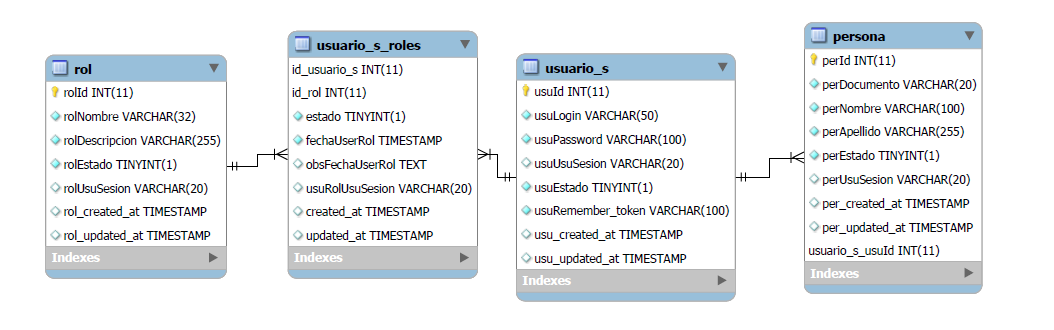 rol
rolId INT(11)
rolNombre VARCHAR(32)
rolDescripcion VARCHAR(255)
rolEstado TINYINT(1)
rolUsuSesion VARCHAR(20)
rol_created_at TIMESTAMP
rol_updated_at TIMESTAMP
Indexes
usuario_s_roles
id_usuario_s INT(11)
id_rol INT(11)
estado TINYINT(1)
fechaUserRol TIMESTAMP
obsFechaUserRol TEXT
usuRolUsuSesion VARCHAR(20)
created_at TIMESTAMP
updated_at TIMESTAMP
Indexes
usuario_s
usuId INT(11)
usuLogin VARCHAR(50)
usuPassword VARCHAR(100)
usuUsuSesion VARCHAR(20)
usuEstado TINYINT(1)
usuRemember_token VARCHAR(100)
usu_created_at TIMESTAMP
usu_updated_at TIMESTAMP
Indexes
persona
perId INT(11)
perDocumento VARCHAR(20)
perNombre VARCHAR(100)
perApellido VARCHAR(255)
perEstado TINYINT(1)
perUsuSesion VARCHAR(20)
per_created_at TIMESTAMP
per_updated_at TIMESTAMP
usuario_s_usuId INT(11)
Indexes